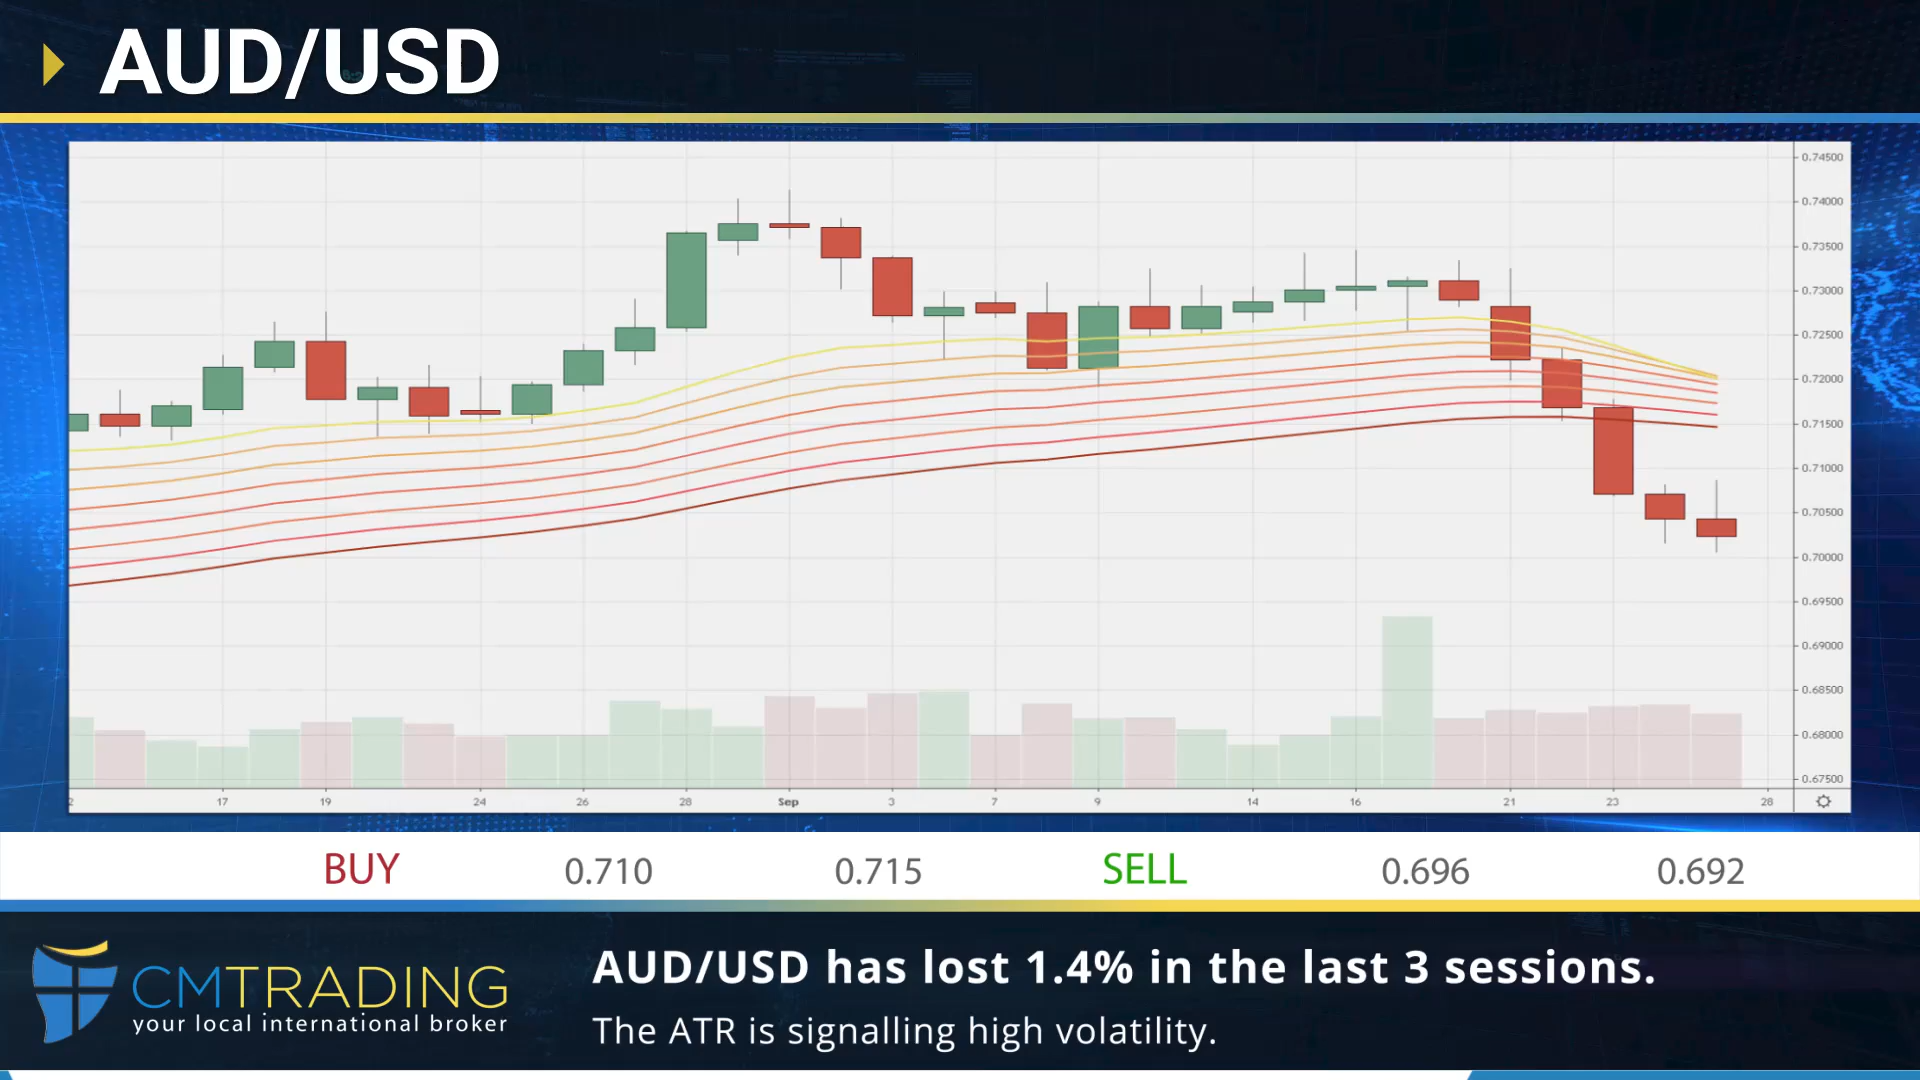 AUD/USD
0.74500
0.74000
0.73500
0.73000
0.72500
0.72000
0.71500
0.71000
0.70500
0.70000
0.69500
0.69000
0.68500
0.68000
0.67500
2 17 19 24 26 28 Sep 3 7 9 14 16 21 23 28
BUY 0.710 0.715 SELL 0.696 0.692
CMTRADING
your local international broker
AUD/USD has lost 1.4% in the last 3 sessions.
The ATR is signalling high volatility.